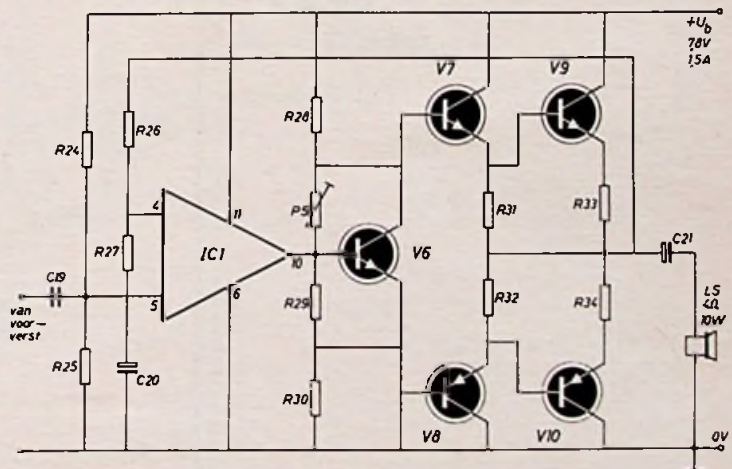 +Ub
78V
1,5A
V7
V9
R28
R26
R24
P5
R31
R33
4
11
IC1
R27
10
V6
C21
C19
5
6
R29
R32
R34
LS
4Ω
10W
van
voor-
verst
R25
C20
R30
V8
V10
0V